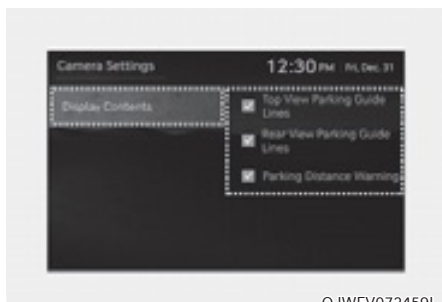 Camera Settings
12:30 PM Fri, Dec. 31
Display Contents
Top View Parking Guide
Lines
Rear View Parking Guide
Lines
Parking Distance Warning